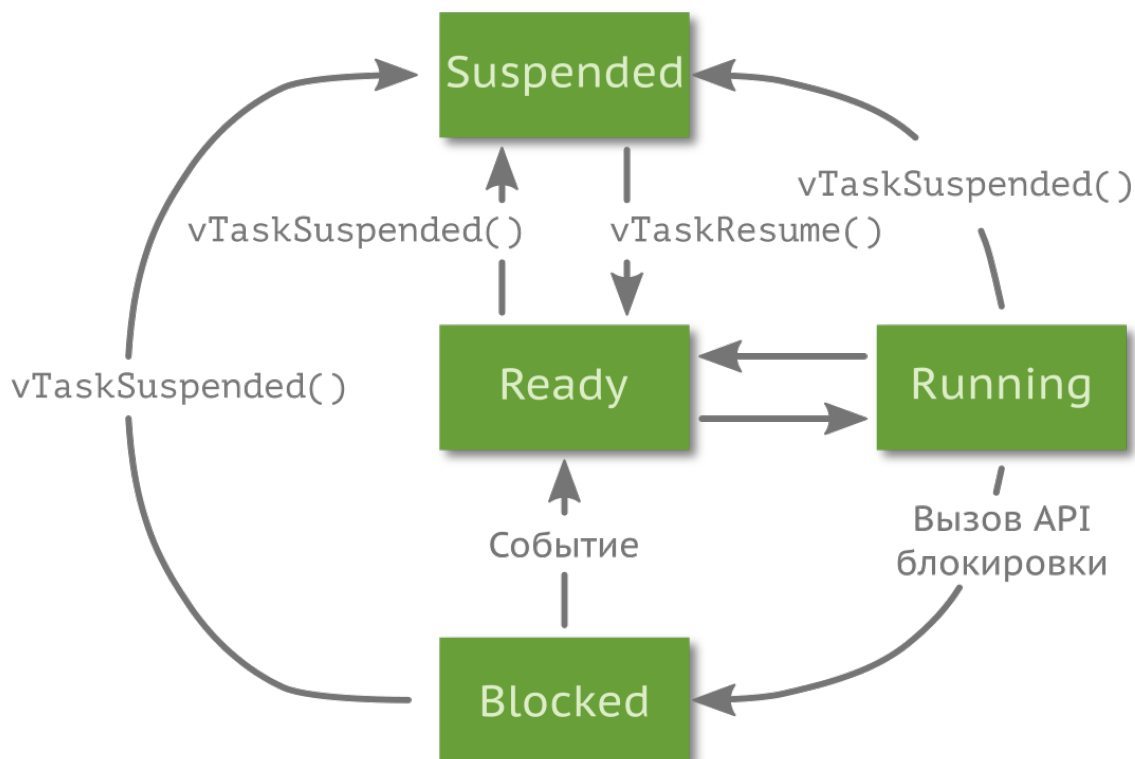 Suspended
vTaskSuspended()
vTaskSuspended()
vTaskResume()
Ready
Running
vTaskSuspended()
Событие
Вызов API
блокировки
Blocked